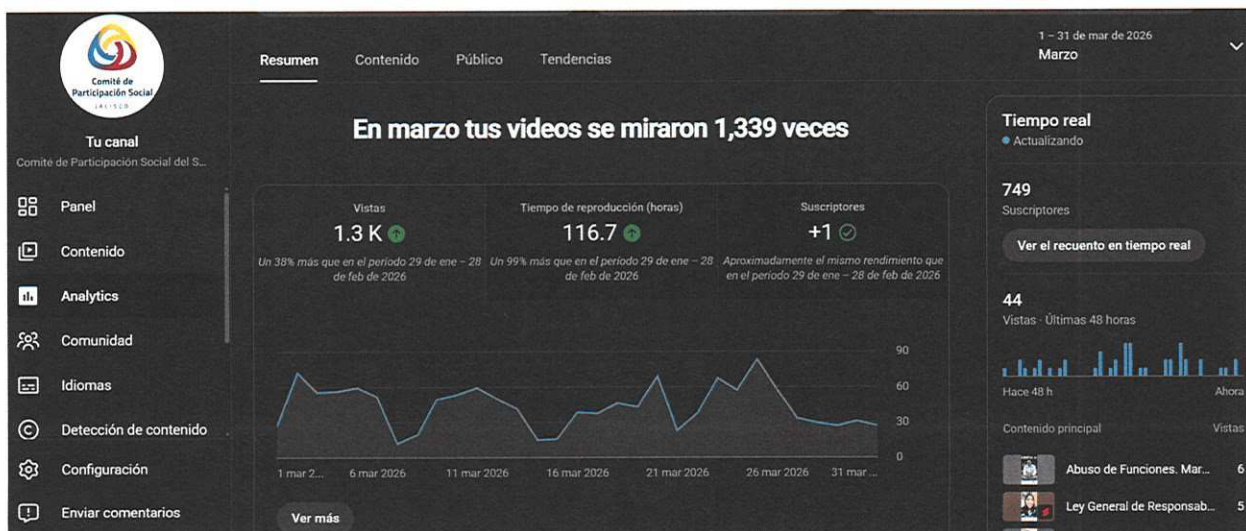 Comité de
Participación Social
JALISCO
Tu canal
Comité de Participación Social del S...
Panel
Contenido
Analytics
Comunidad
Idiomas
Detección de contenido
Configuración
Enviar comentarios
Resumen
Contenido
Público
Tendencias
1 – 31 de mar de 2026
Marzo
En marzo tus videos se miraron 1,339 veces
Vistas
1.3 K
Un 38% más que en el periodo 29 de ene – 28
de feb de 2026
Tiempo de reproducción (horas)
116.7
Un 99% más que en el periodo 29 de ene – 28
de feb de 2026
Suscriptores
+1
Aproximadamente el mismo rendimiento que
en el periodo 29 de ene – 28 de feb de 2026
90
60
30
0
1 mar 2...
6 mar 2026
11 mar 2026
16 mar 2026
21 mar 2026
26 mar 2026
31 mar ...
Ver más
Tiempo real
Actualizando
749
Suscriptores
Ver el recuento en tiempo real
44
Vistas · Últimas 48 horas
Hace 48 h
Ahora
Contenido principal
Vistas
Abuso de Funciones. Mar...
6
Ley General de Responsab...
5